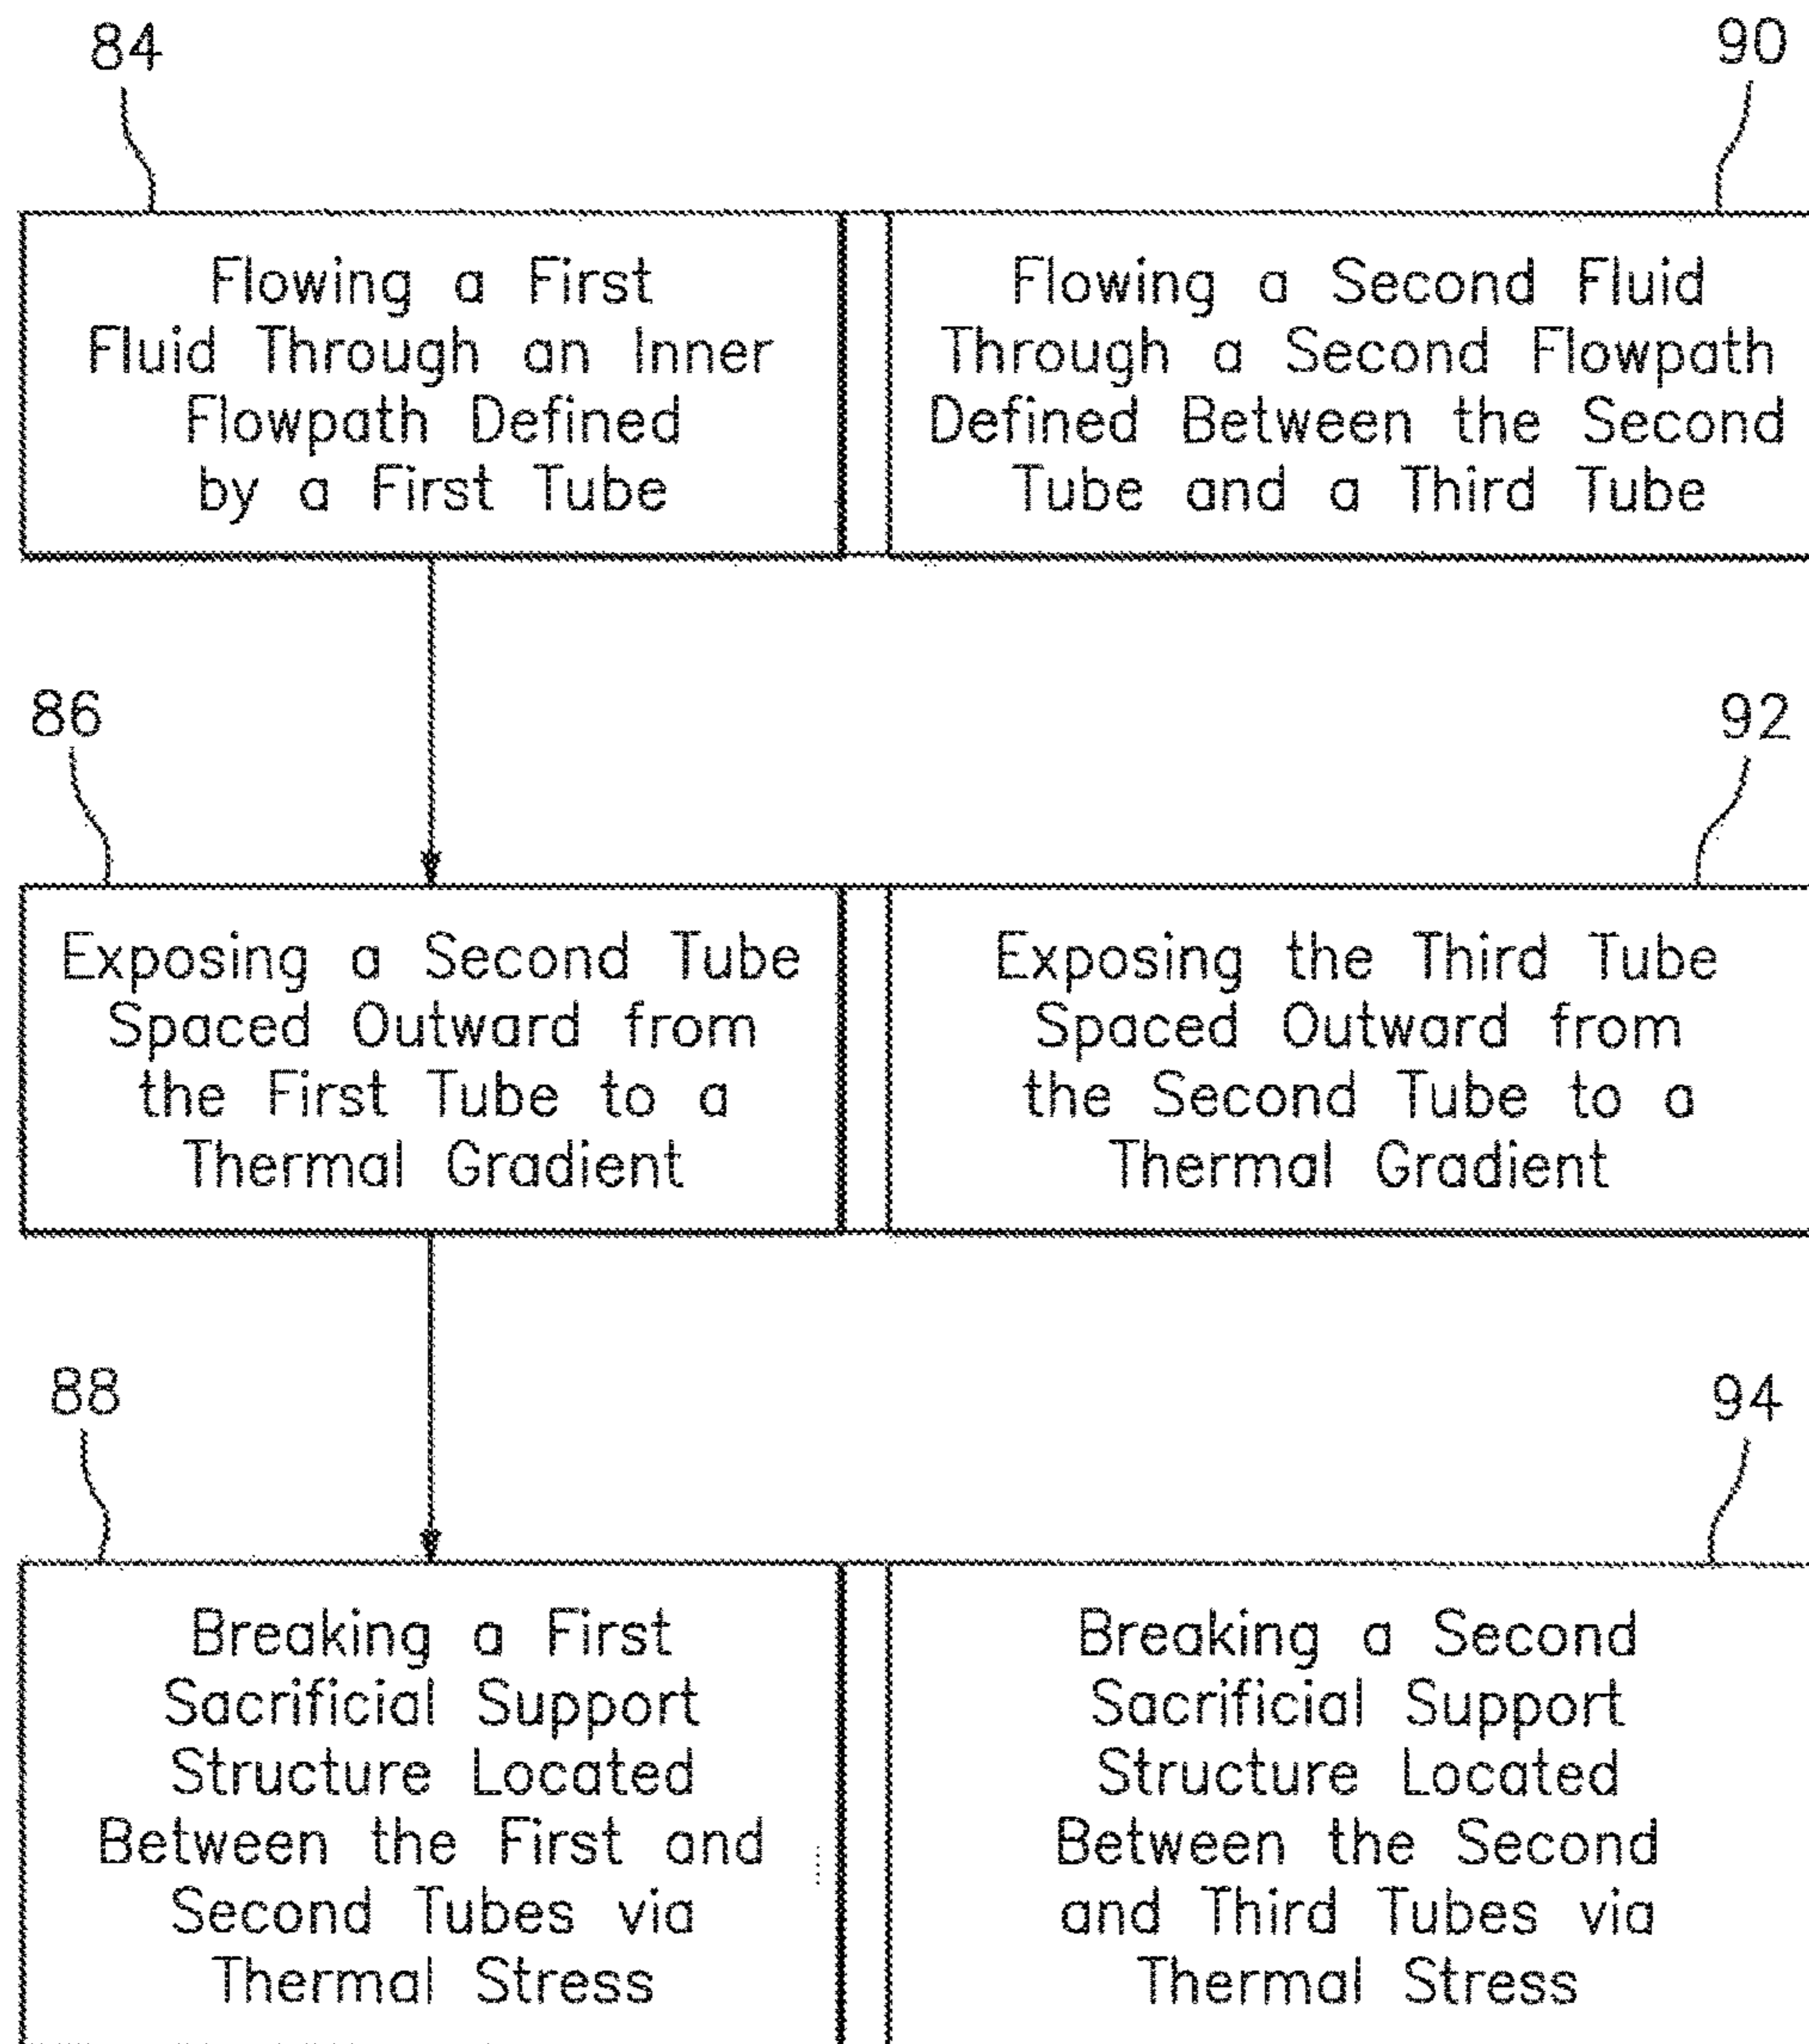 84
90
Flowing a First
Fluid Through an Inner
Flowpath Defined
by a First Tube
Flowing a Second Fluid
Through a Second Flowpath
Defined Between the Second
Tube and a Third Tube
86
92
Exposing a Second Tube
Spaced Outward from
the First Tube to a
Thermal Gradient
Exposing the Third Tube
Spaced Outward from
the Second Tube to a
Thermal Gradient
88
94
Breaking a First
Sacrificial Support
Structure Located
Between the First and
Second Tubes via
Thermal Stress
Breaking a Second
Sacrificial Support
Structure Located
Between the Second
and Third Tubes via
Thermal Stress